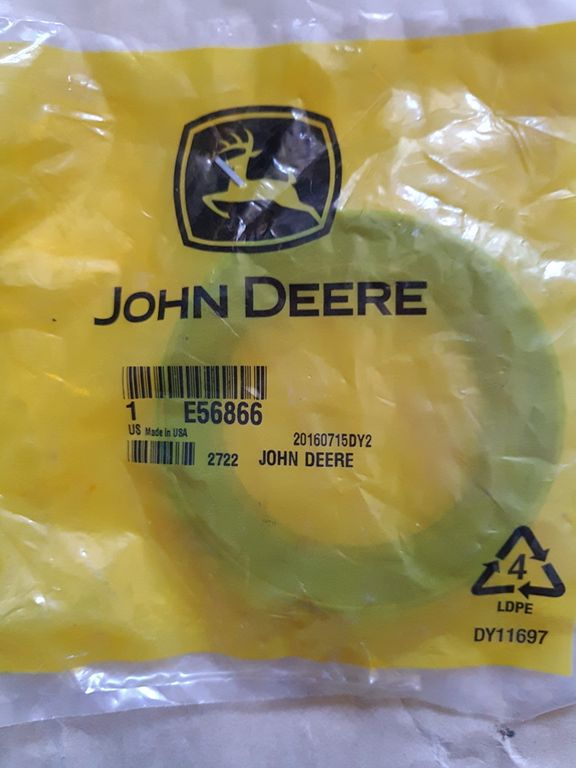 JOHN DEERE
1 E56866
US Made in USA
20160715DY2
2722 JOHN DEERE
4
LDPE
DY11697